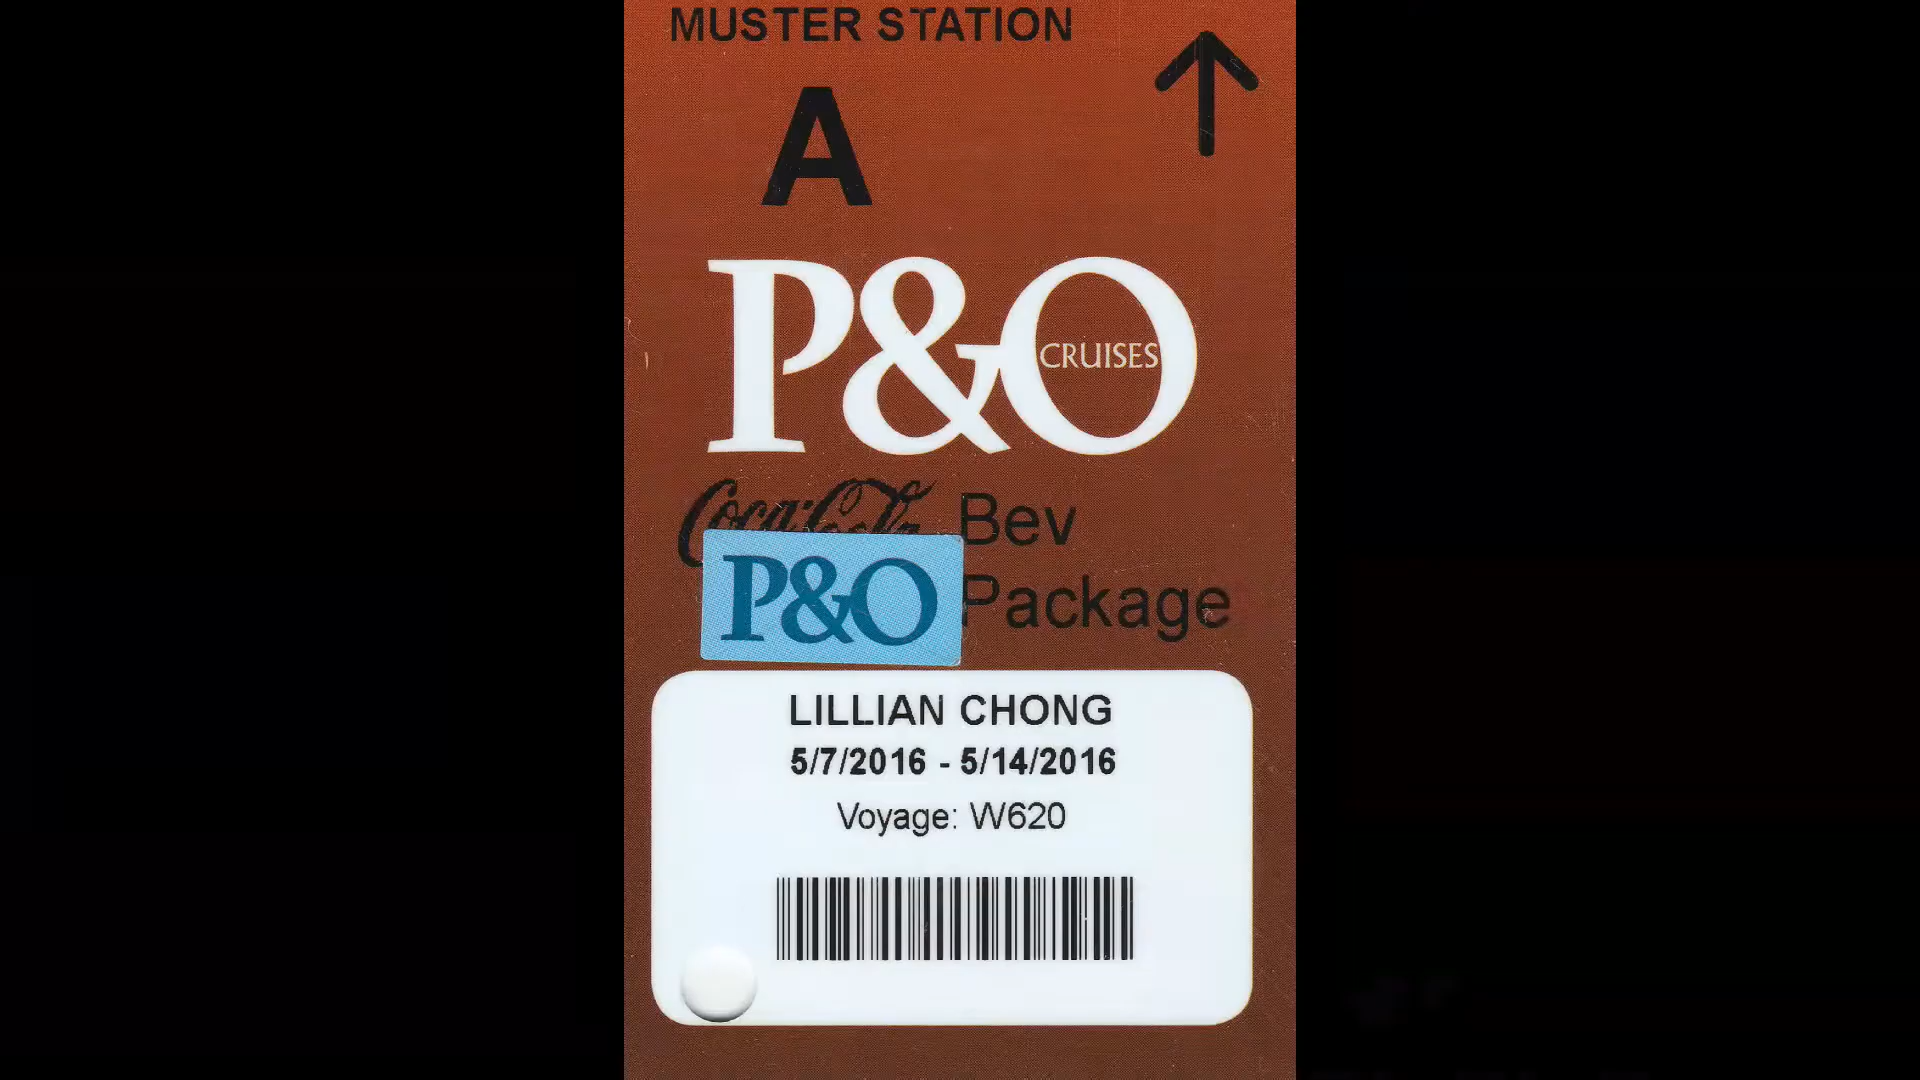 MUSTER STATION
A
P&O
CRUISES
Coca-Cola Bev
P&O Package
LILLIAN CHONG
5/7/2016 - 5/14/2016
Voyage: W620